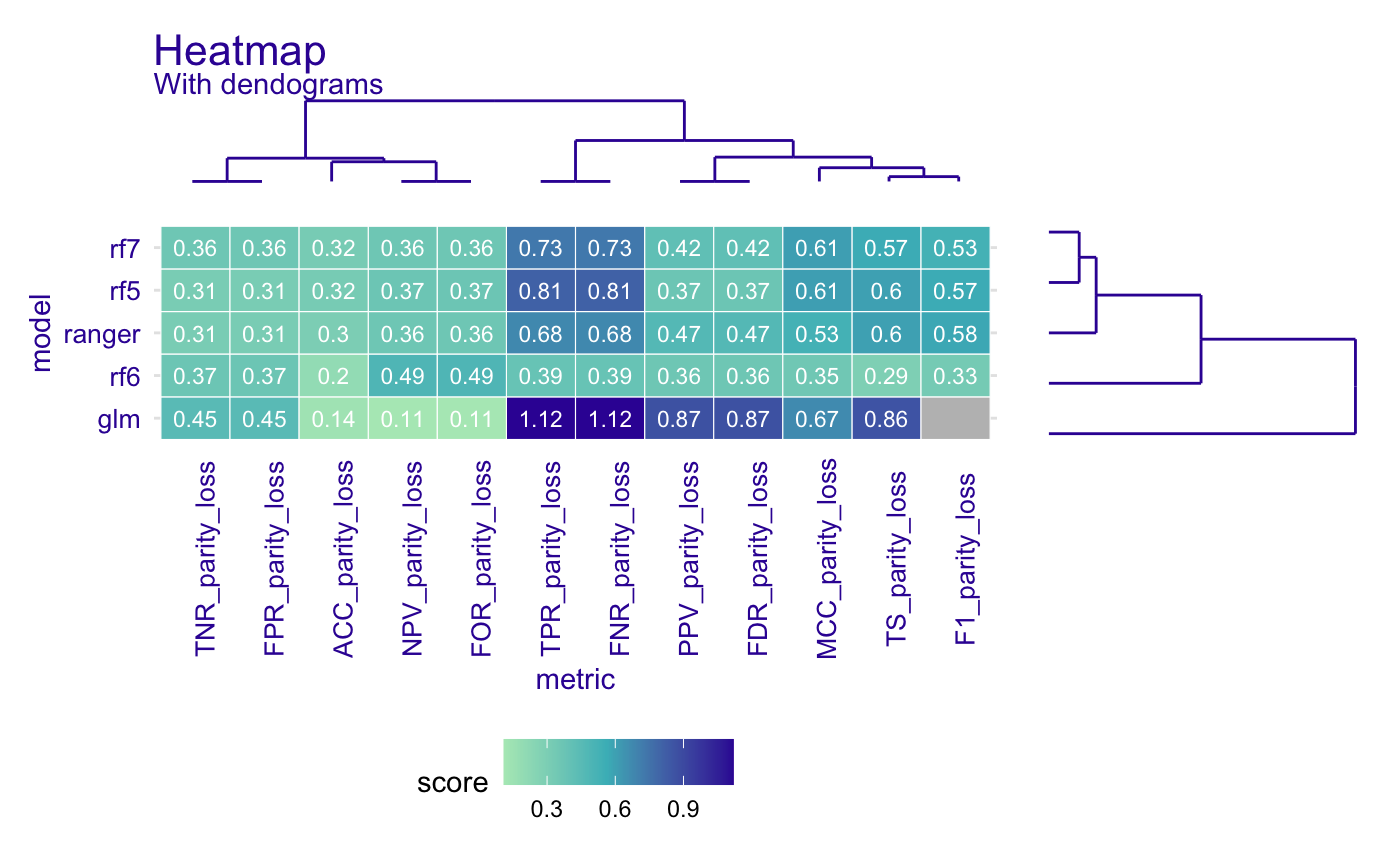 Heatmap
With dendograms
model
rf7 0.36 0.36 0.32 0.36 0.36 0.73 0.73 0.42 0.42 0.61 0.57 0.53
rf5 0.31 0.31 0.32 0.37 0.37 0.81 0.81 0.37 0.37 0.61 0.6 0.57
ranger 0.31 0.31 0.3 0.36 0.36 0.68 0.68 0.47 0.47 0.53 0.6 0.58
rf6 0.37 0.37 0.2 0.49 0.49 0.39 0.39 0.36 0.36 0.35 0.29 0.33
glm 0.45 0.45 0.14 0.11 0.11 1.12 1.12 0.87 0.87 0.67 0.86
TNR_parity_loss
FPR_parity_loss
ACC_parity_loss
NPV_parity_loss
FOR_parity_loss
TPR_parity_loss
FNR_parity_loss
PPV_parity_loss
FDR_parity_loss
MCC_parity_loss
TS_parity_loss
F1_parity_loss
metric
score
0.3 0.6 0.9